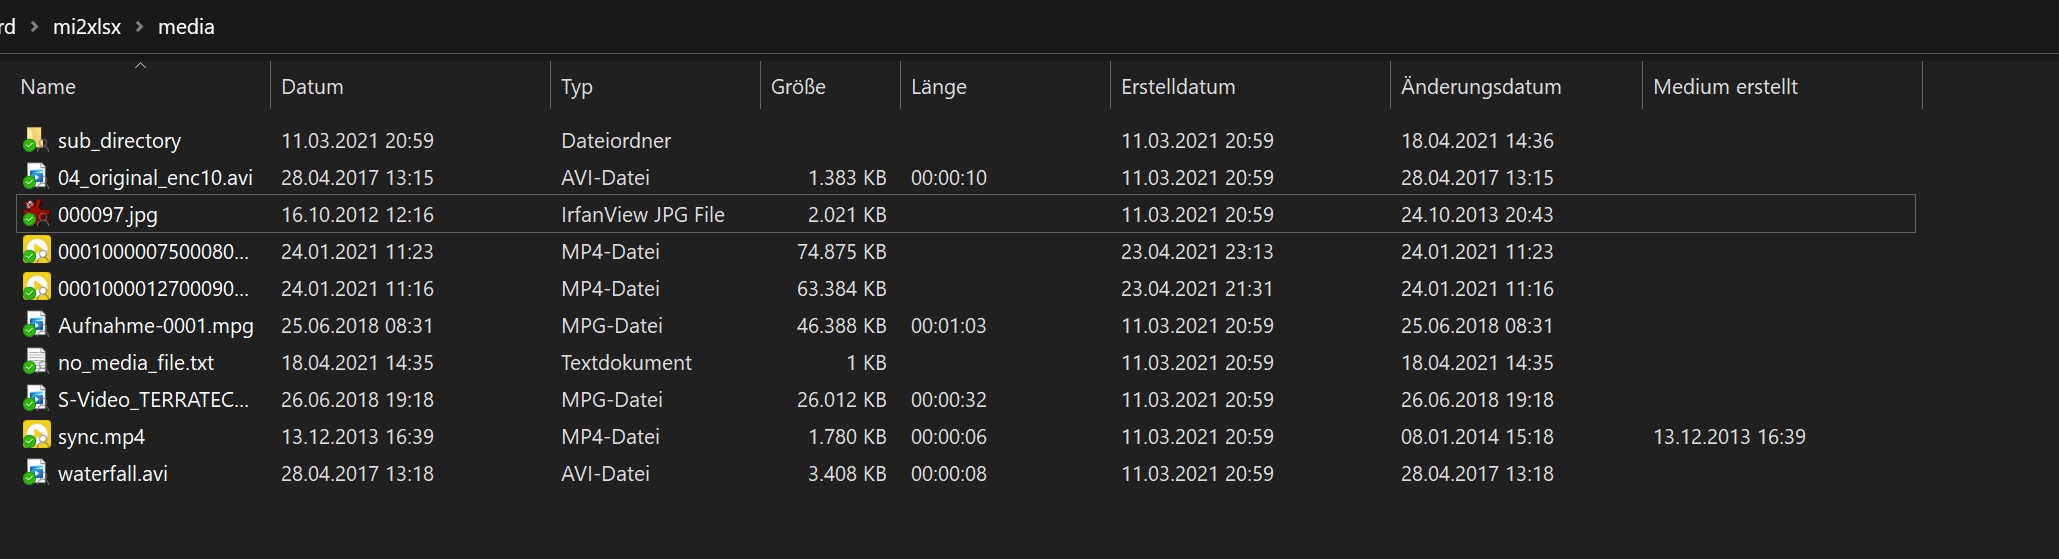 rd > mi2xlsx > media
Name Datum Typ Größe Länge Erstelldatum Änderungsdatum Medium erstellt
sub_directory 11.03.2021 20:59 Dateiordner 11.03.2021 20:59 18.04.2021 14:36
04_original_enc10.avi 28.04.2017 13:15 AVI-Datei 1.383 KB 00:00:10 11.03.2021 20:59 28.04.2017 13:15
000097.jpg 16.10.2012 12:16 IrfanView JPG File 2.021 KB 11.03.2021 20:59 24.10.2013 20:43
0001000007500080... 24.01.2021 11:23 MP4-Datei 74.875 KB 23.04.2021 23:13 24.01.2021 11:23
0001000012700090... 24.01.2021 11:16 MP4-Datei 63.384 KB 23.04.2021 21:31 24.01.2021 11:16
Aufnahme-0001.mpg 25.06.2018 08:31 MPG-Datei 46.388 KB 00:01:03 11.03.2021 20:59 25.06.2018 08:31
no_media_file.txt 18.04.2021 14:35 Textdokument 1 KB 11.03.2021 20:59 18.04.2021 14:35
S-Video_TERRATEC... 26.06.2018 19:18 MPG-Datei 26.012 KB 00:00:32 11.03.2021 20:59 26.06.2018 19:18
sync.mp4 13.12.2013 16:39 MP4-Datei 1.780 KB 00:00:06 11.03.2021 20:59 08.01.2014 15:18 13.12.2013 16:39
waterfall.avi 28.04.2017 13:18 AVI-Datei 3.408 KB 00:00:08 11.03.2021 20:59 28.04.2017 13:18